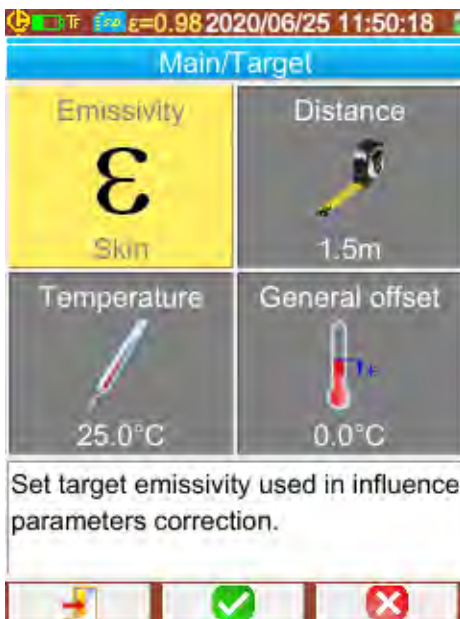 ε=0.98 2020/06/25 11:50:18
Main/Target
Emissivity
Distance
ε
Skin
1.5m
Temperature
General offset
25.0°C
0.0°C
Set target emissivity used in influence
parameters correction.